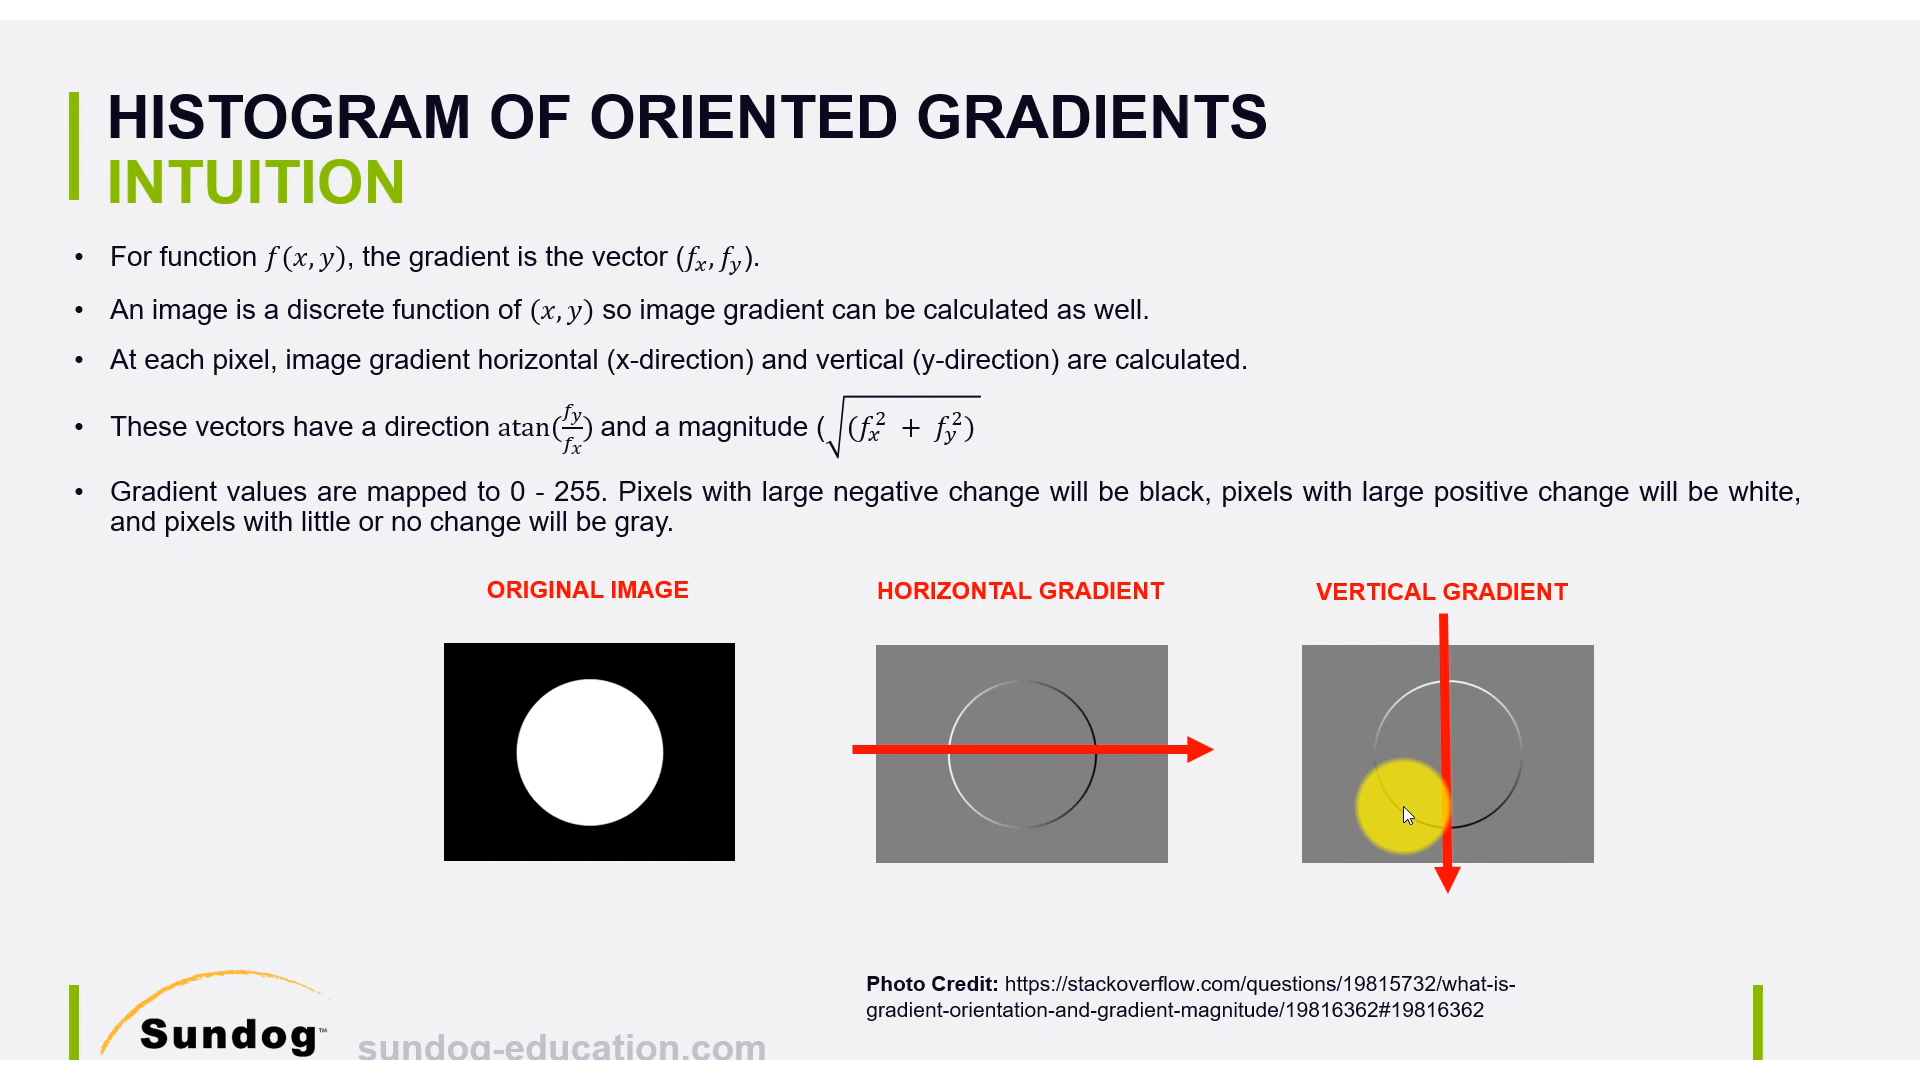 HISTOGRAM OF ORIENTED GRADIENTS
INTUITION
• For function f(x, y), the gradient is the vector (fₓ, f_y).
• An image is a discrete function of (x, y) so image gradient can be calculated as well.
• At each pixel, image gradient horizontal (x-direction) and vertical (y-direction) are calculated.
• These vectors have a direction atan(f_y/fₓ) and a magnitude (√(fₓ² + f_y²)
• Gradient values are mapped to 0 - 255. Pixels with large negative change will be black, pixels with large positive change will be white,
and pixels with little or no change will be gray.
ORIGINAL IMAGE
HORIZONTAL GRADIENT
VERTICAL GRADIENT
Photo Credit: https://stackoverflow.com/questions/19815732/what-is-
gradient-orientation-and-gradient-magnitude/19816362#19816362
Sundog™
sundog-education.com